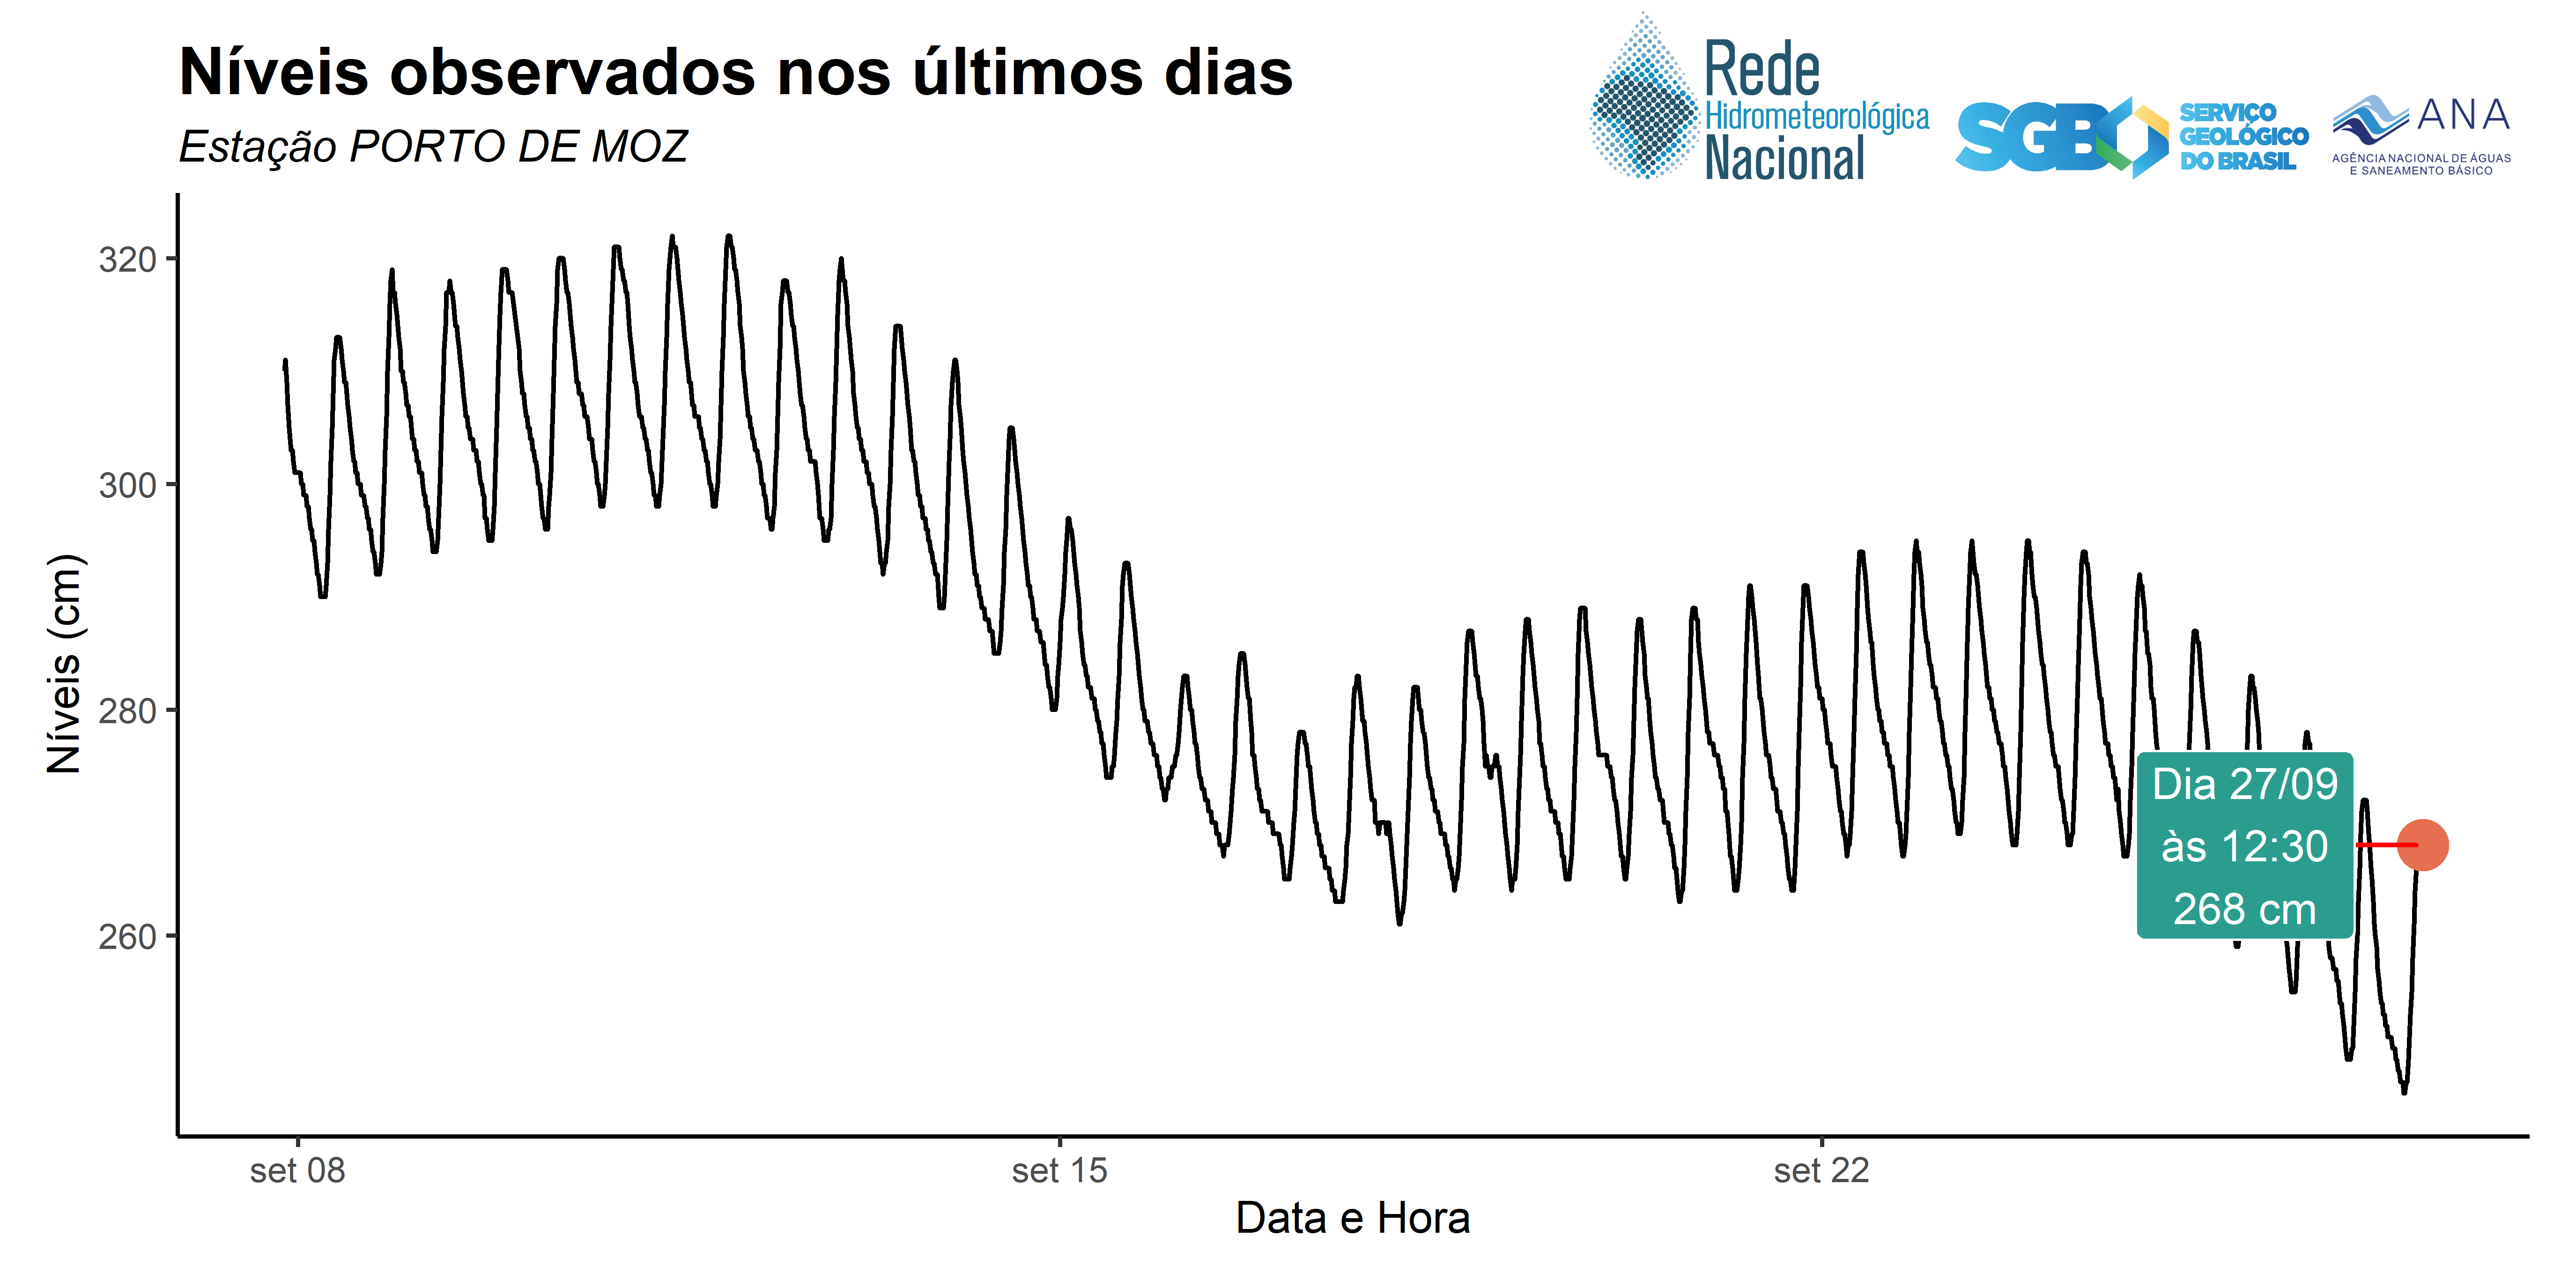 Níveis observados nos últimos dias
Estação PORTO DE MOZ
Rede
Hidrometeorológica
Nacional
SGB
SERVIÇO
GEOLÓGICO
DO BRASIL
ANA
AGÊNCIA NACIONAL DE ÁGUAS
E SANEAMENTO BÁSICO
Níveis (cm)
320
300
280
260
Dia 27/09
às 12:30
268 cm
set 08
set 15
set 22
Data e Hora